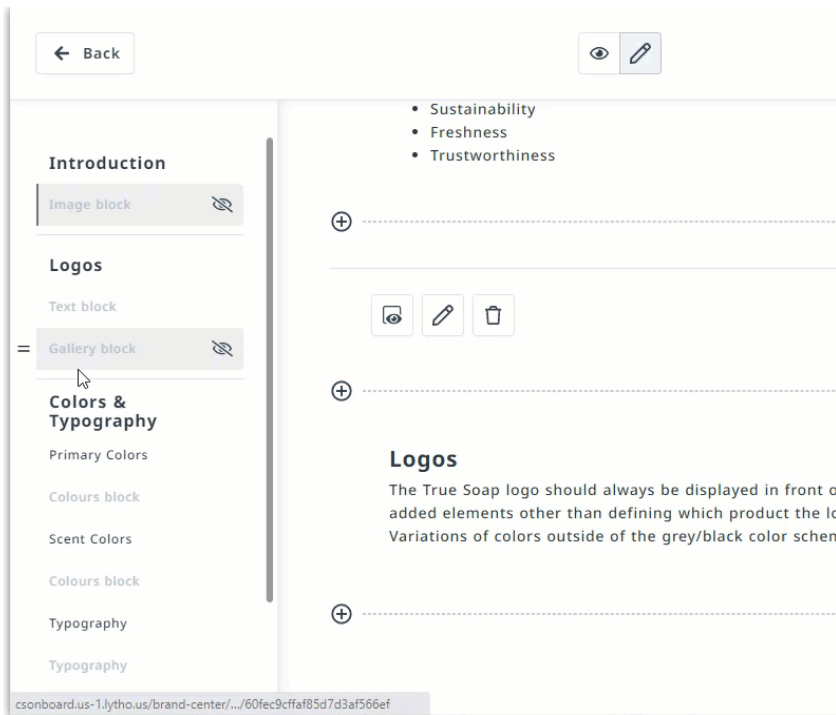 Back
Introduction
Image block
Logos
Text block
Gallery block
Colors &
Typography
Primary Colors
Colours block
Scent Colors
Colours block
Typography
Typography
csonboard.us-1.lytho.us/brand-center/.../60fec9cffaf85d7d3af566ef
Sustainability
Freshness
Trustworthiness
Logos
The True Soap logo should always be displayed in front
added elements other than defining which product the
Variations of colors outside of the grey/black color